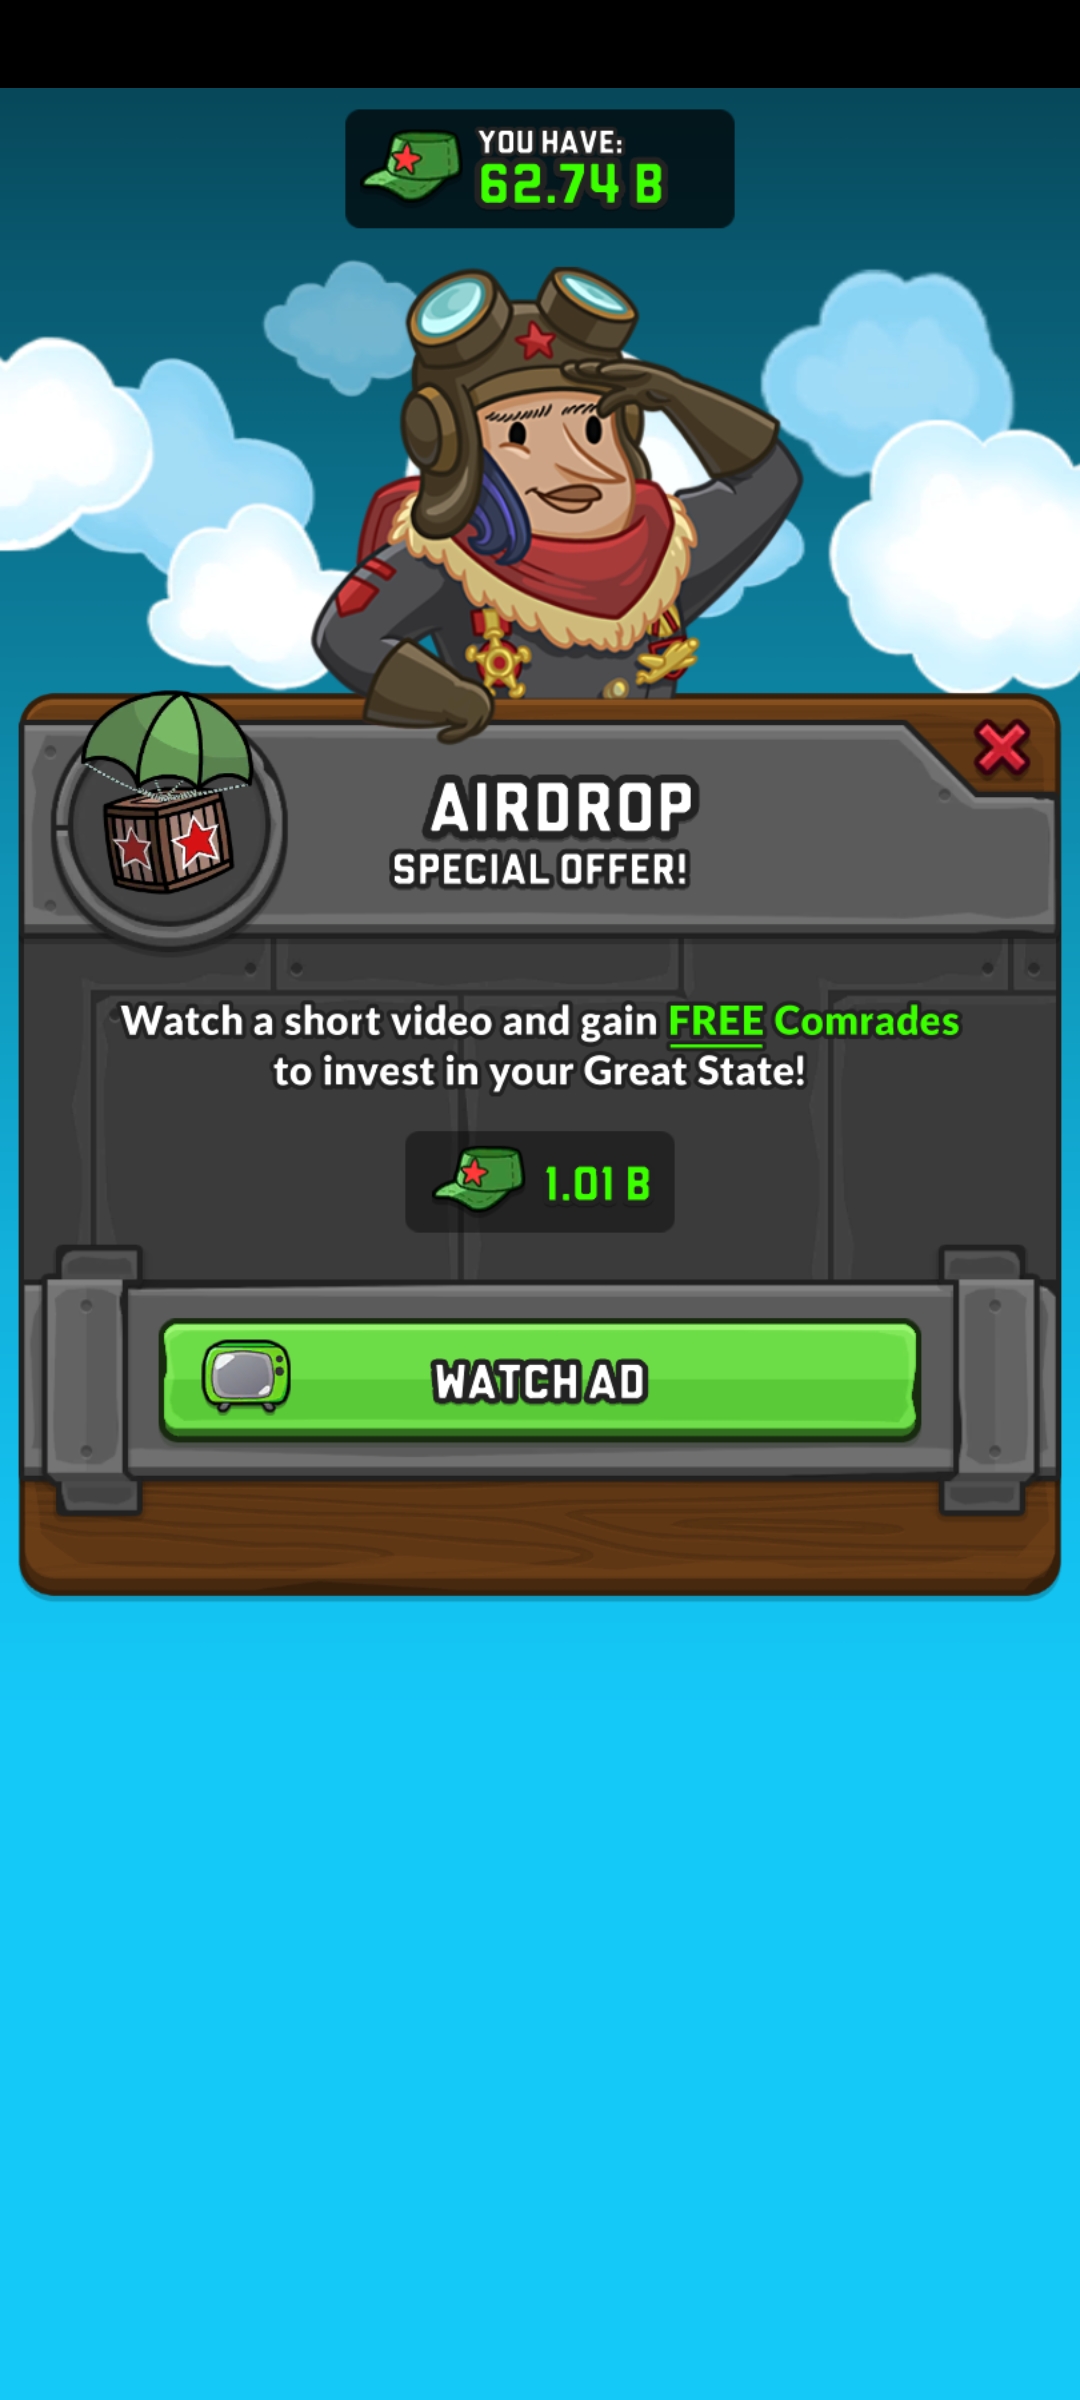 YOU HAVE:
62.74 B
AIRDROP
SPECIAL OFFER!
Watch a short video and gain FREE Comrades
to invest in your Great State!
1.01 B
WATCH AD